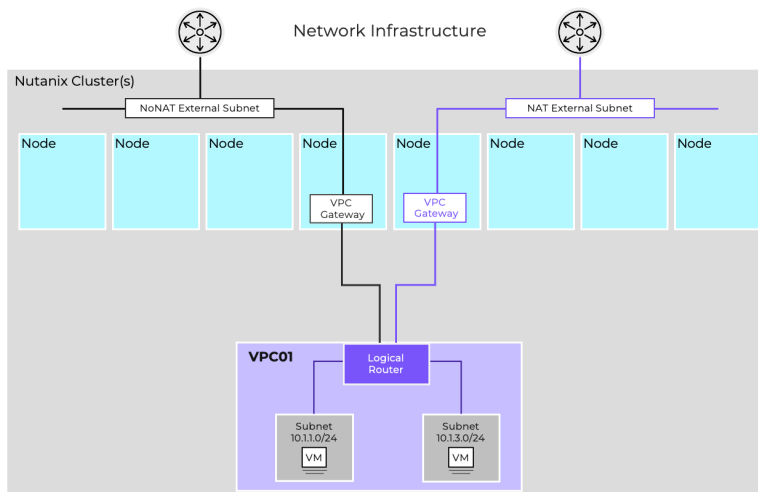 Network Infrastructure
Nutanix Cluster(s)
NoNAT External Subnet
NAT External Subnet
Node
Node
Node
Node
Node
Node
Node
Node
VPC
Gateway
VPC
Gateway
VPC01
Logical
Router
Subnet
10.1.1.0/24
VM
Subnet
10.1.3.0/24
VM